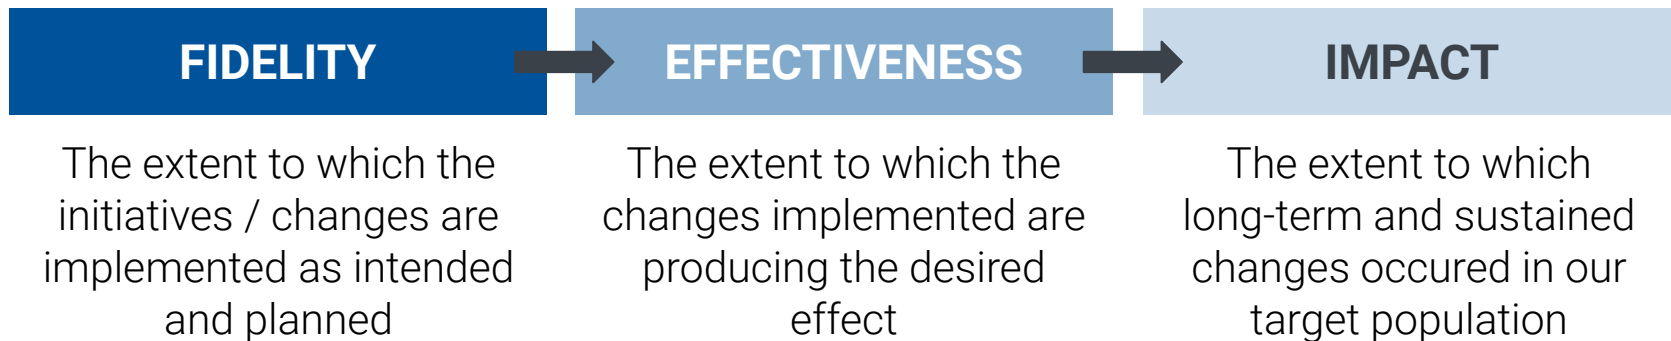 FIDELITY
The extent to which the
initiatives / changes are
implemented as intended
and planned
EFFECTIVENESS
The extent to which the
changes implemented are
producing the desired
effect
IMPACT
The extent to which
long-term and sustained
changes occured in our
target population